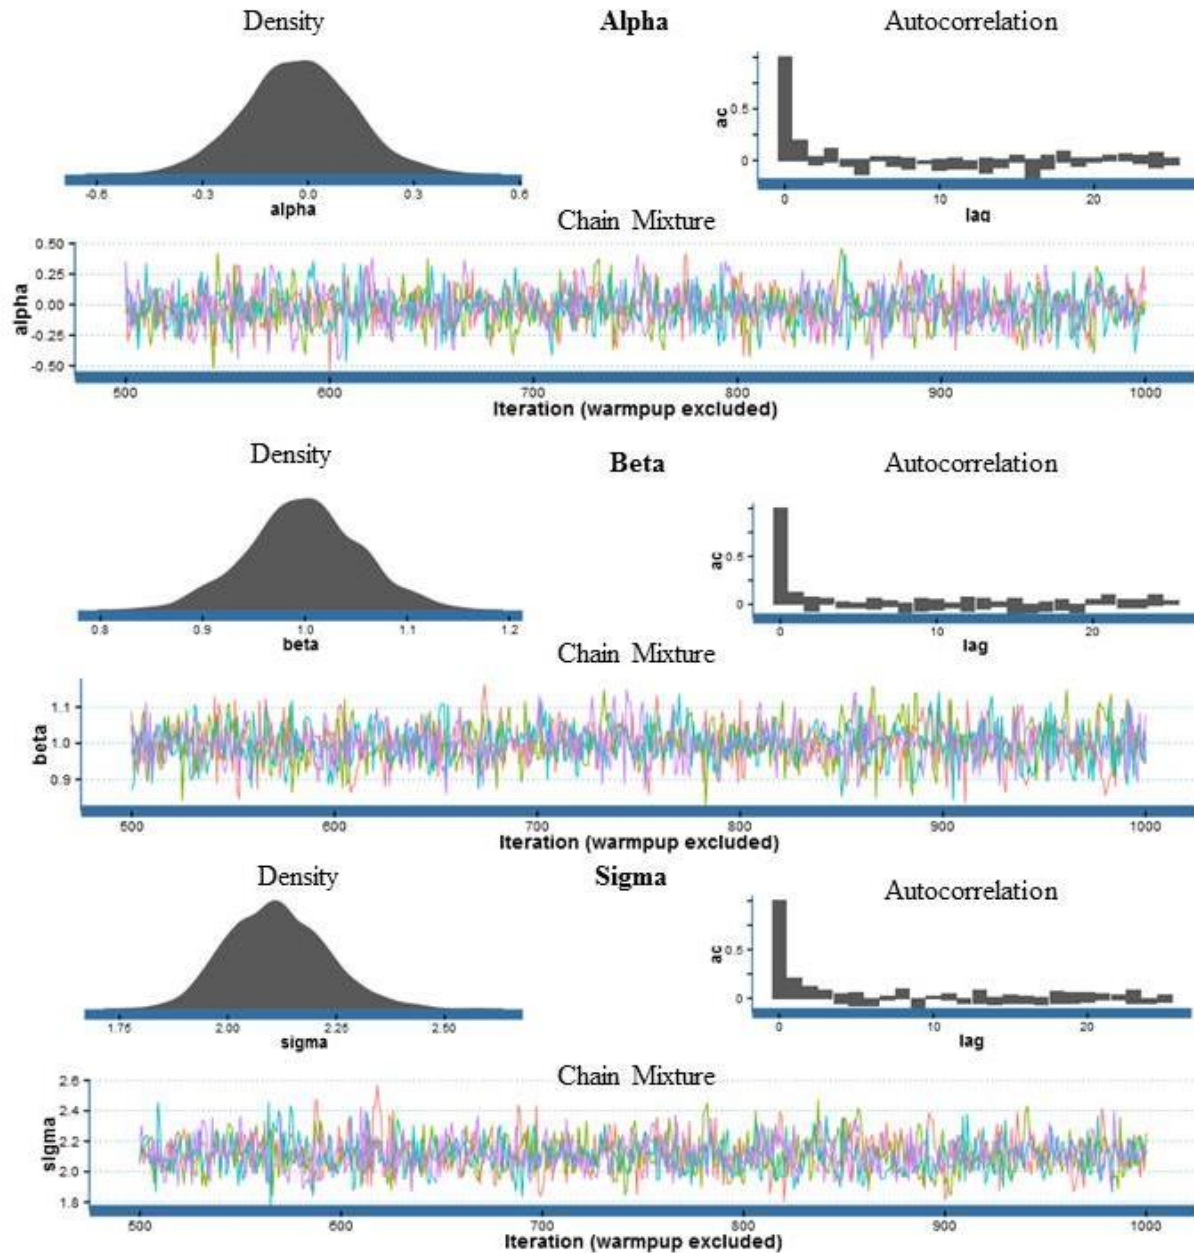 Density Alpha Autocorrelation
0.5
0
ac
-0.6 -0.3 0.0 0.3 0.6
alpha
0 10 20
lag
Chain Mixture
0.50
0.25
0.00
-0.25
-0.50
alpha
500 600 700 800 900 1000
Iteration (warmpup excluded)
Density Beta Autocorrelation
0.5
0
ac
0.8 0.9 1.0 1.1 1.2
beta
0 10 20
lag
Chain Mixture
1.1
1.0
0.9
beta
500 600 700 800 900 1000
Iteration (warmpup excluded)
Density Sigma Autocorrelation
0.5
0
ac
1.75 2.00 2.25 2.50
sigma
0 10 20
lag
Chain Mixture
2.6
2.4
2.2
2.0
1.8
sigma
500 600 700 800 900 1000
Iteration (warmpup excluded)